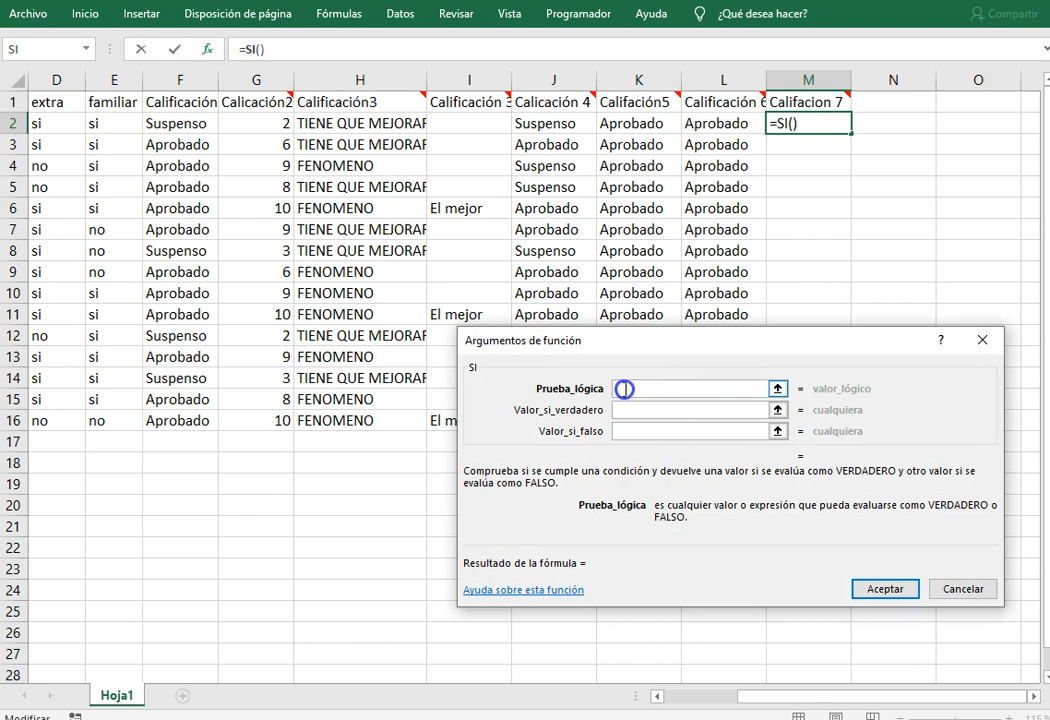 Archivo Inicio Insertar Disposición de página Fórmulas Datos Revisar Vista Programador Ayuda ¿Qué desea hacer? Compartir
SI fx =SI()
D E F G H I J K L M N O
1 extra familiar Calificación Calicación2 Calificación3 Calificación 3 Calicación 4 Califación5 Calificación 6 Califacion 7
2 si si Suspenso 2 TIENE QUE MEJORAR Suspenso Aprobado Aprobado =SI()
3 si si Aprobado 6 TIENE QUE MEJORAR Aprobado Aprobado Aprobado
4 no si Aprobado 9 FENOMENO Suspenso Aprobado Aprobado
5 no si Aprobado 8 TIENE QUE MEJORAR Suspenso Aprobado Aprobado
6 si si Aprobado 10 FENOMENO El mejor Aprobado Aprobado Aprobado
7 si no Aprobado 9 FENOMENO Aprobado Aprobado Aprobado
8 si no Suspenso 3 TIENE QUE MEJORAR Suspenso Aprobado Aprobado
9 si no Aprobado 6 FENOMENO Aprobado Aprobado Aprobado
10 si si Aprobado 9 FENOMENO Aprobado Aprobado Aprobado
11 si si Aprobado 10 FENOMENO El mejor Aprobado Aprobado Aprobado
12 no si Suspenso 2 TIENE QUE MEJORAR
13 si si Aprobado 9 FENOMENO
14 si si Suspenso 3 TIENE QUE MEJORAR
15 si si Aprobado 8 FENOMENO
16 no no Aprobado 10 FENOMENO El m
17
18
19
20
21
22
23
24
25
26
27
28
Argumentos de función ?
SI
Prueba_lógica = valor_lógico
Valor_si_verdadero = cualquiera
Valor_si_falso = cualquiera
=
Comprueba si se cumple una condición y devuelve una valor si se evalúa como VERDADERO y otro valor si se
evalúa como FALSO.
Prueba_lógica es cualquier valor o expresión que pueda evaluarse como VERDADERO o
FALSO.
Resultado de la fórmula =
Ayuda sobre esta función Aceptar Cancelar
Hoja1
Modificar 115 %